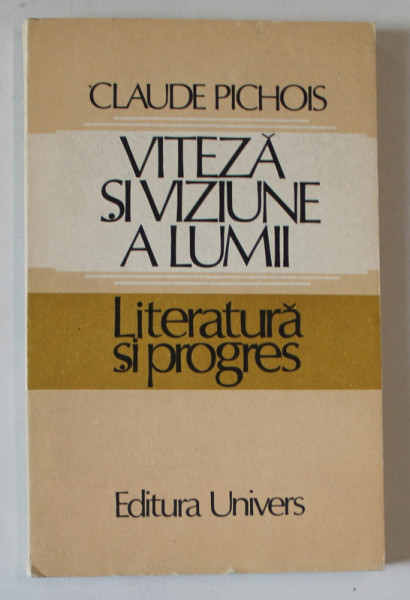 CLAUDE PICHOIS
VITEZĂ
ȘI VIZIUNE
A LUMII
Literatură
și progres
Editura Univers